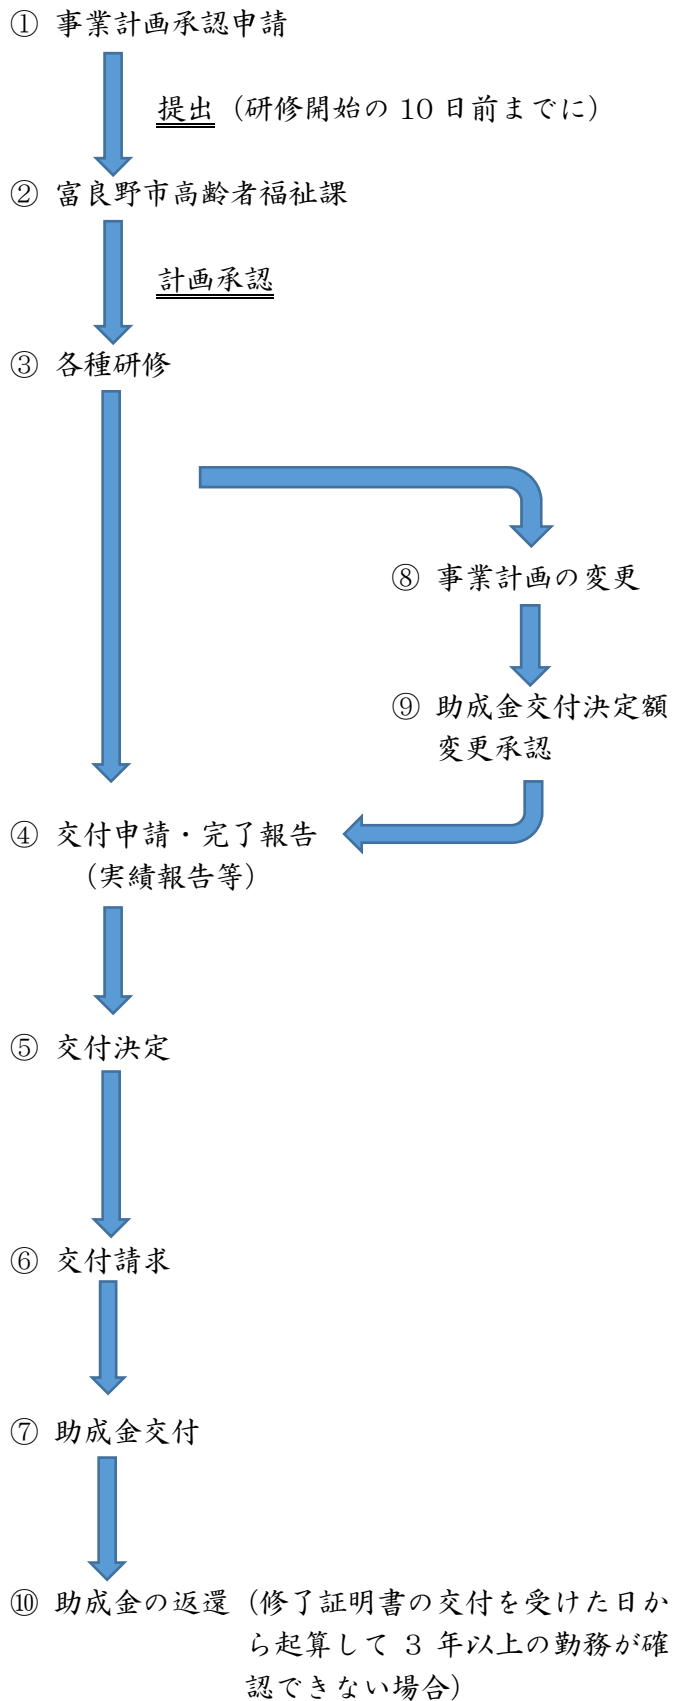 ① 事業計画承認申請
提出（研修開始の 10 日前までに）
② 富良野市高齢者福祉課
計画承認
③ 各種研修
⑧ 事業計画の変更
⑨ 助成金交付決定額
変更承認
④ 交付申請・完了報告
（実績報告等）
⑤ 交付決定
⑥ 交付請求
⑦ 助成金交付
⑩ 助成金の返還（修了証明書の交付を受けた日か
ら起算して 3 年以上の勤務が確
認できない場合）